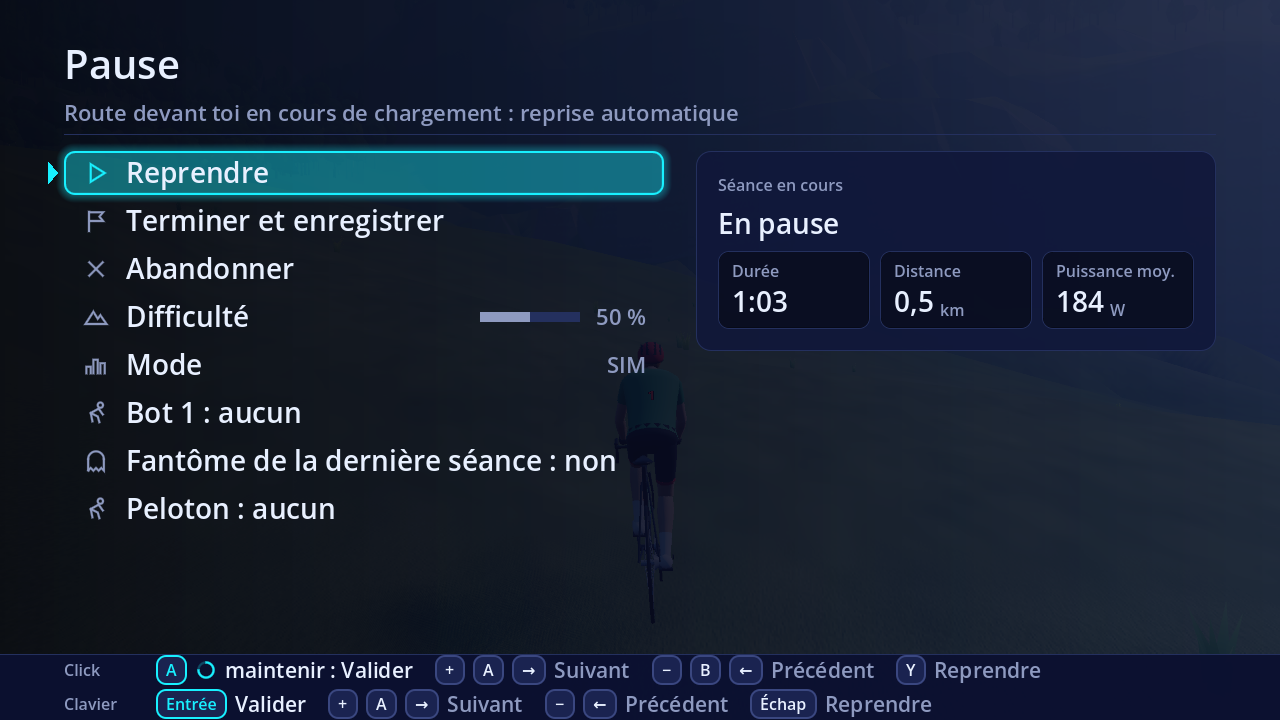 Pause
Route devant toi en cours de chargement : reprise automatique
Reprendre
Terminer et enregistrer
Abandonner
Difficulté 50 %
Mode SIM
Bot 1 : aucun
Fantôme de la dernière séance : non
Peloton : aucun
Séance en cours
En pause
Durée Distance Puissance moy.
1:03 0,5 km 184 W
Click A maintenir : Valider + A → Suivant − B ← Précédent Y Reprendre
Clavier Entrée Valider + A → Suivant − ← Précédent Échap Reprendre